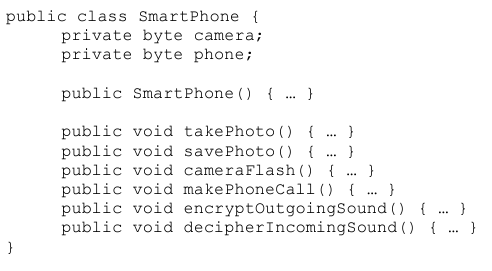 public class SmartPhone {
private byte camera;
private byte phone;
public SmartPhone() { … }
public void takePhoto() { … }
public void savePhoto() { … }
public void cameraFlash() { … }
public void makePhoneCall() { … }
public void encryptOutgoingSound() { … }
public void decipherIncomingSound() { … }
}